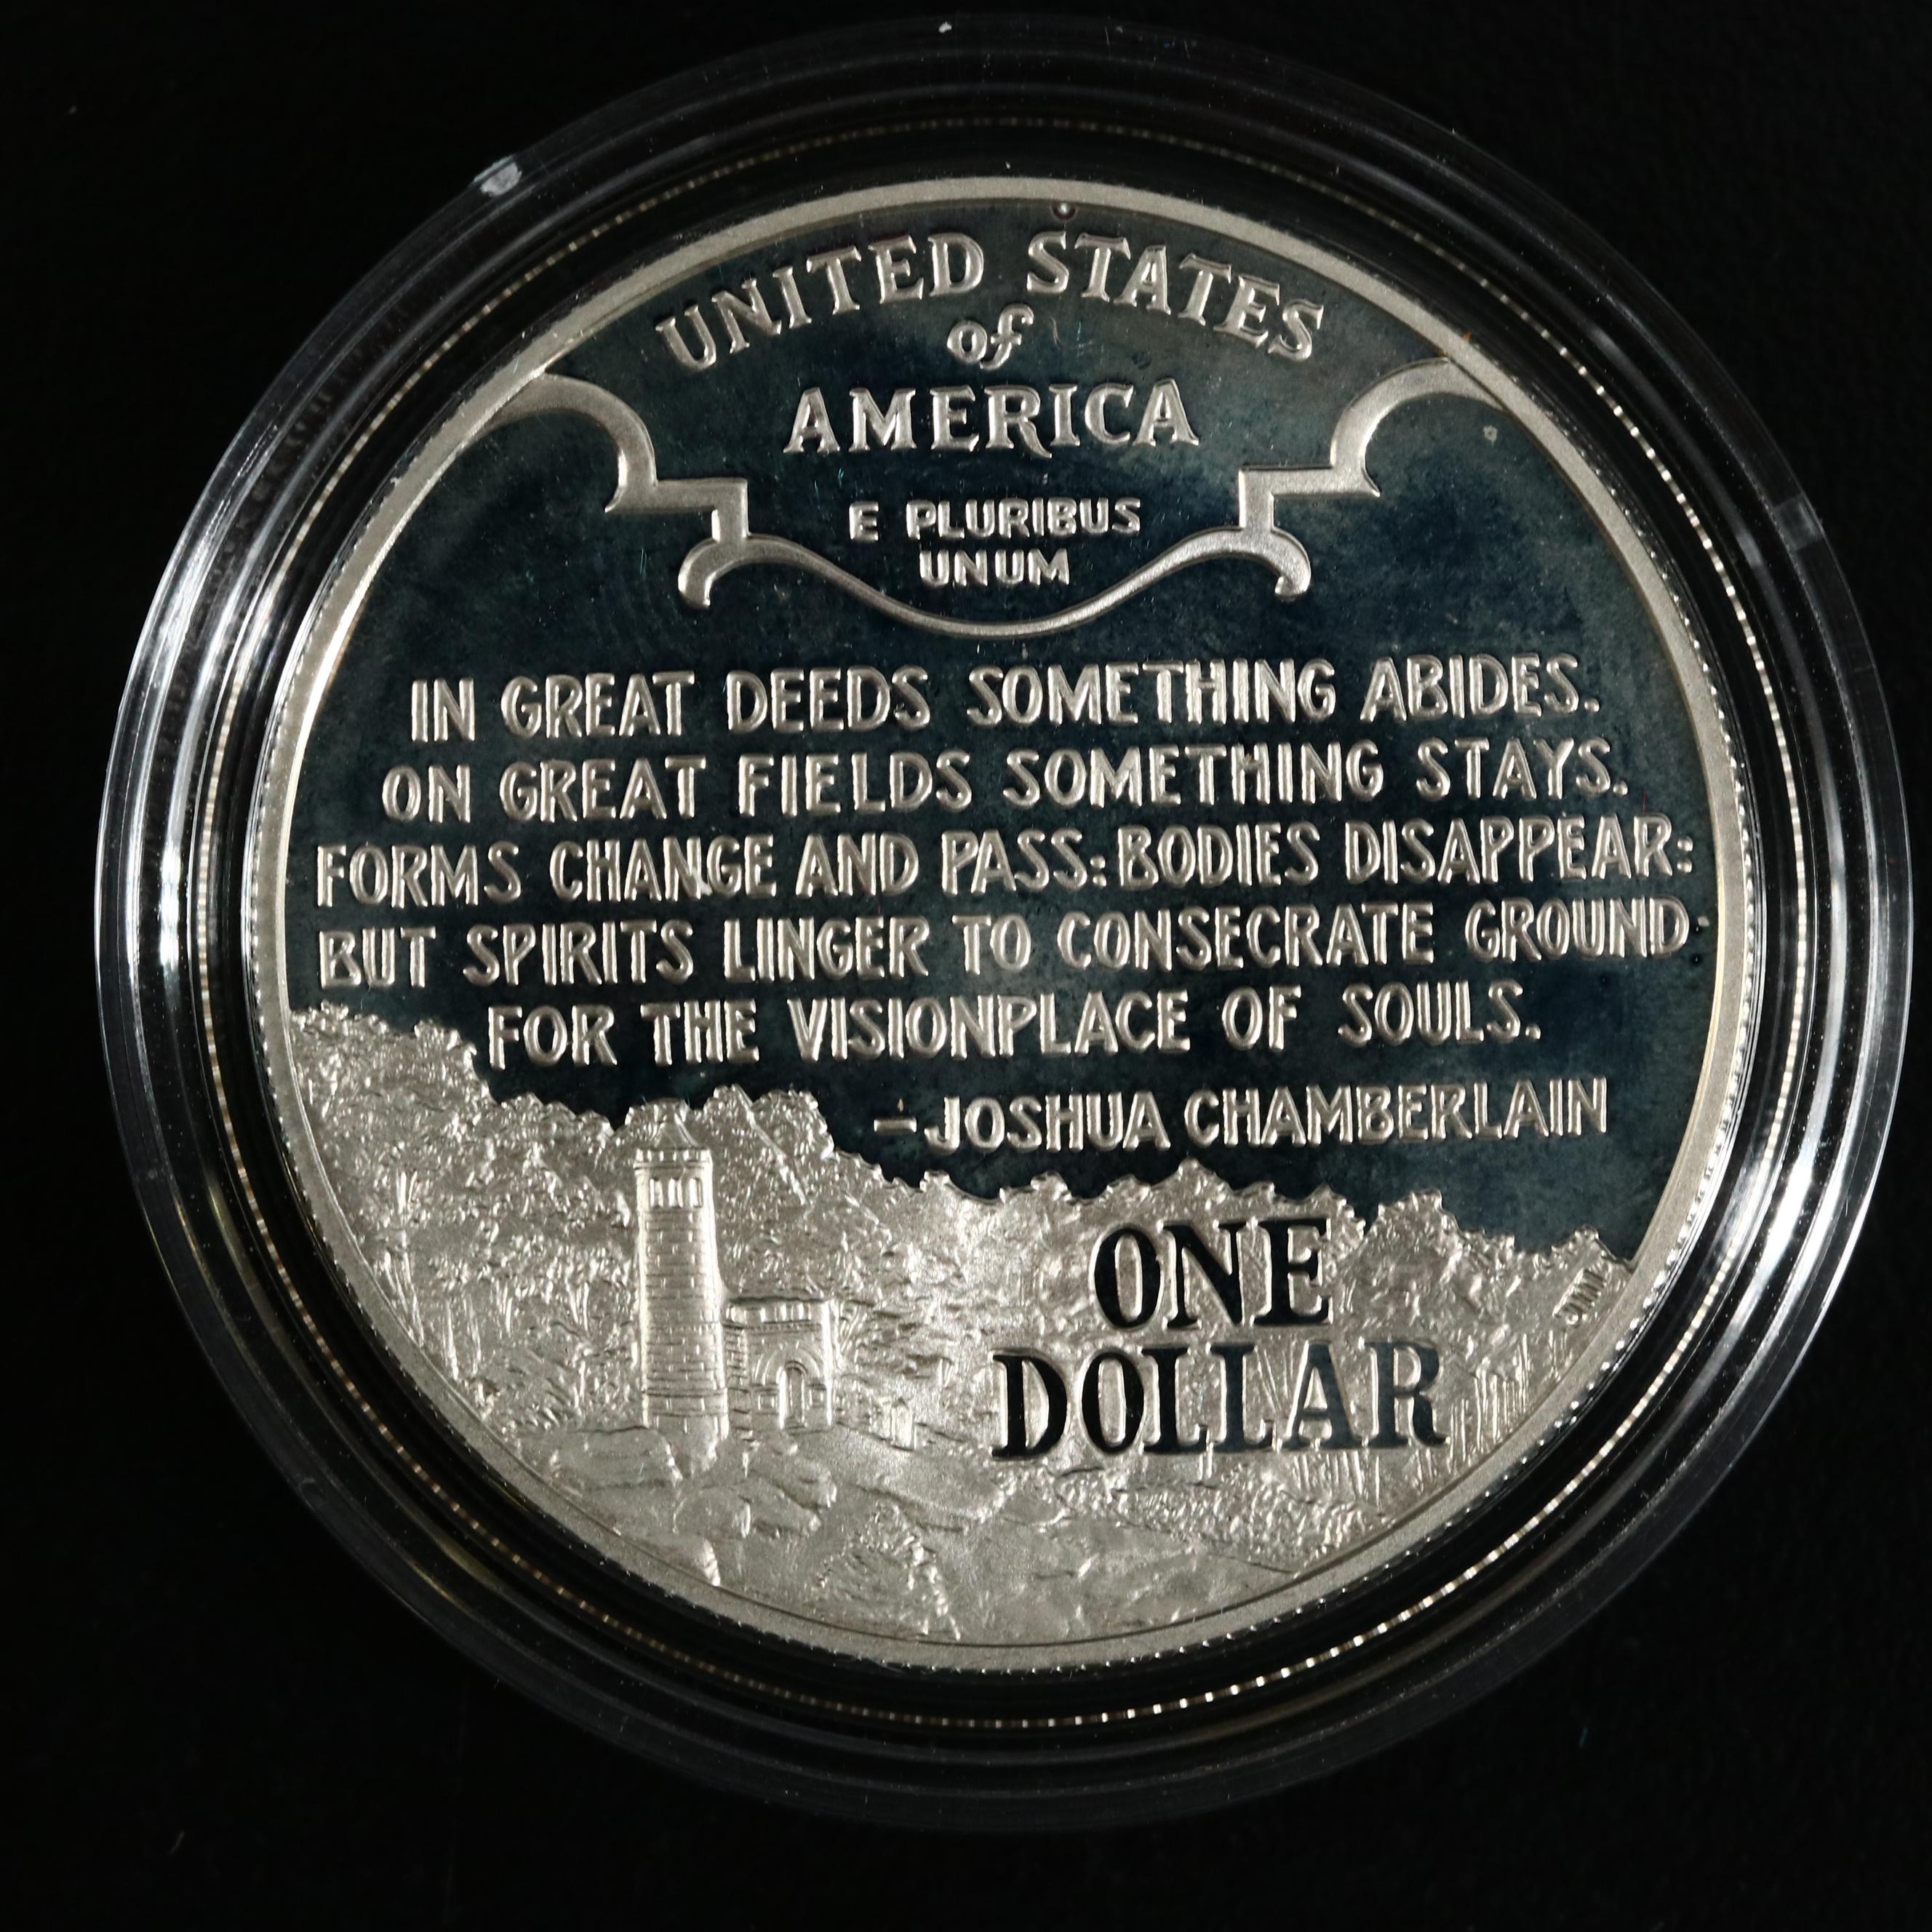 UNITED STATES
of
AMERICA
E PLURIBUS
UNUM
IN GREAT DEEDS SOMETHING ABIDES.
ON GREAT FIELDS SOMETHING STAYS.
FORMS CHANGE AND PASS: BODIES DISAPPEAR:
BUT SPIRITS LINGER TO CONSECRATE GROUND
FOR THE VISIONPLACE OF SOULS.
–JOSHUA CHAMBERLAIN
ONE
DOLLAR